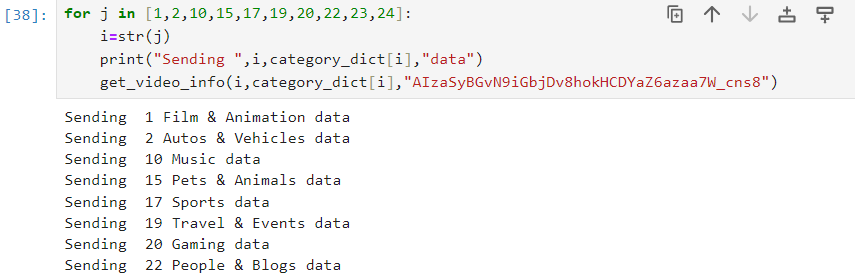 [38]: for j in [1,2,10,15,17,19,20,22,23,24]:
i=str(j)
print("Sending ",i,category_dict[i],"data")
get_video_info(i,category_dict[i],"AIzaSyBGvN9iGbjDv8hokHCDYaZ6azaa7W_cns8")
Sending  1 Film & Animation data
Sending  2 Autos & Vehicles data
Sending  10 Music data
Sending  15 Pets & Animals data
Sending  17 Sports data
Sending  19 Travel & Events data
Sending  20 Gaming data
Sending  22 People & Blogs data